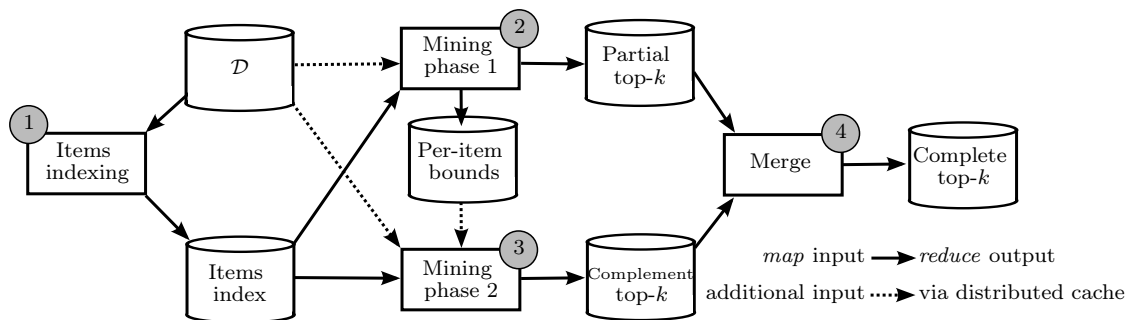 1
Items
indexing
𝒟
Items
index
2
Mining
phase 1
Per-item
bounds
3
Mining
phase 2
Partial
top-k
Complement
top-k
4
Merge
Complete
top-k
map input → reduce output
additional input → via distributed cache